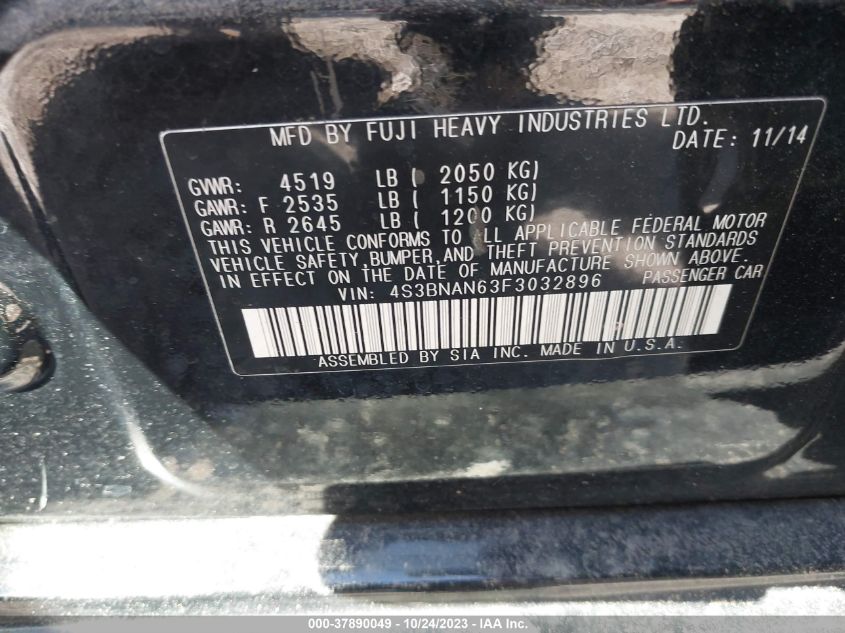 MFD BY FUJI HEAVY INDUSTRIES LTD.
DATE: 11/14
GVWR: 4519 LB ( 2050 KG)
GAWR: F 2535 LB ( 1150 KG)
GAWR: R 2645 LB ( 1200 KG)
THIS VEHICLE CONFORMS TO ALL APPLICABLE FEDERAL MOTOR
VEHICLE SAFETY,BUMPER,AND THEFT PREVENTION STANDARDS
IN EFFECT ON THE DATE OF MANUFACTURE SHOWN ABOVE.
VIN: 4S3BNAN63F3032896 PASSENGER CAR
ASSEMBLED BY SIA INC. MADE IN U.S.A.
000-37890049 - 10/24/2023 - IAA Inc.